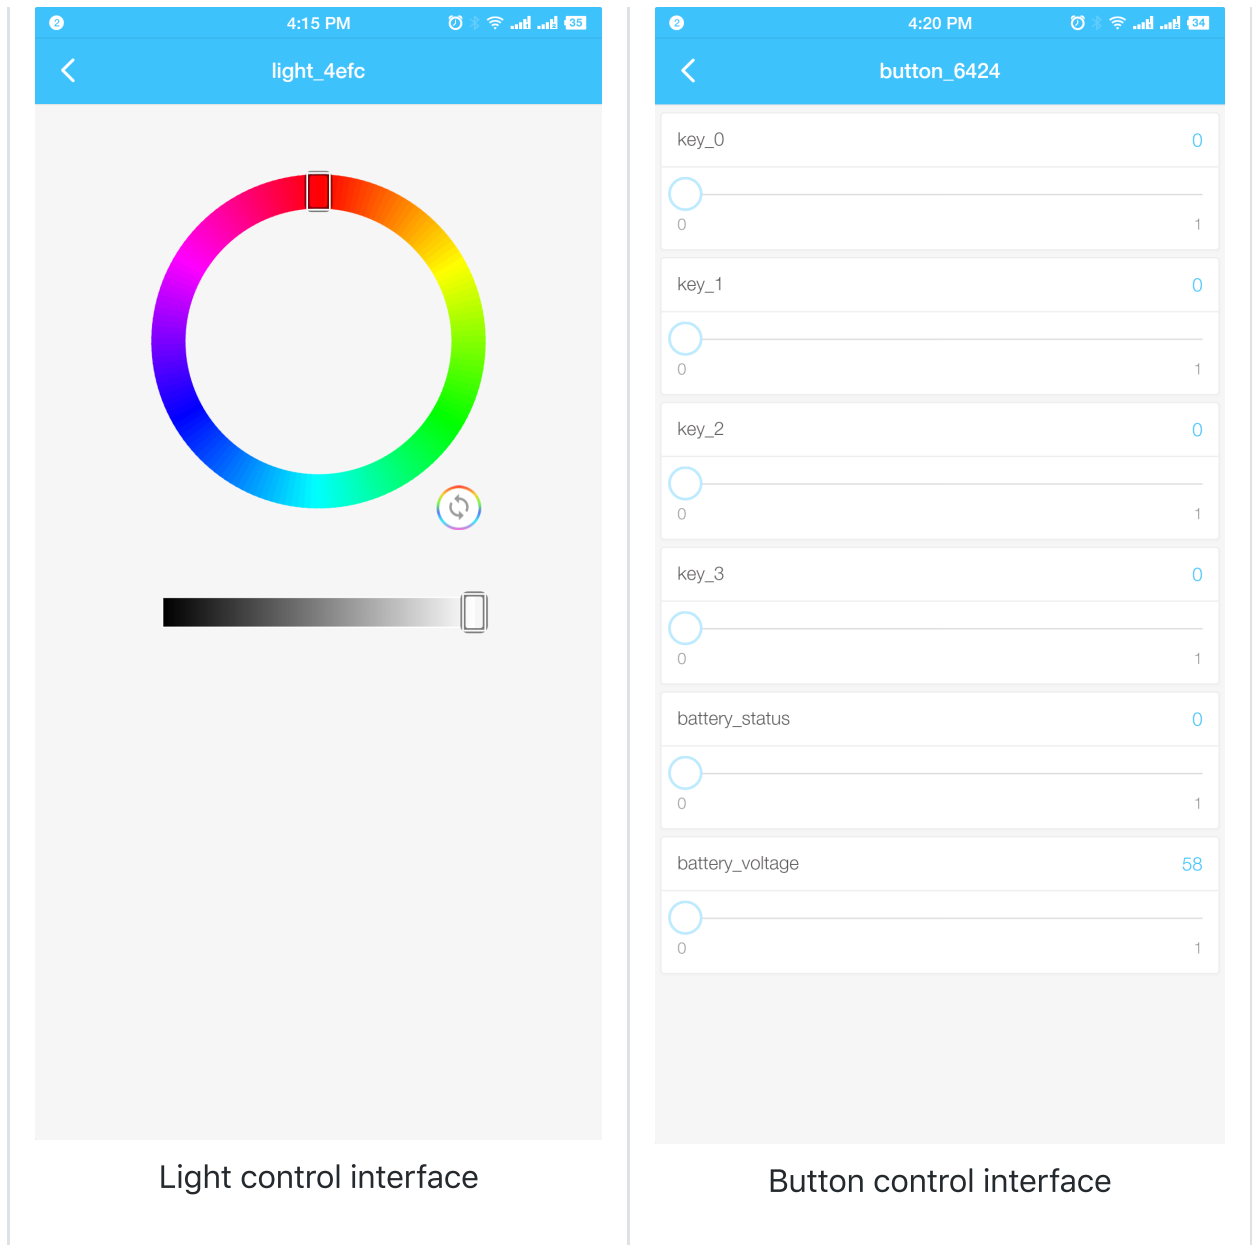 2
4:15 PM
35
light_4efc
Light control interface
2
4:20 PM
34
button_6424
key_0
0
0
1
key_1
0
0
1
key_2
0
0
1
key_3
0
0
1
battery_status
0
0
1
battery_voltage
58
0
1
Button control interface